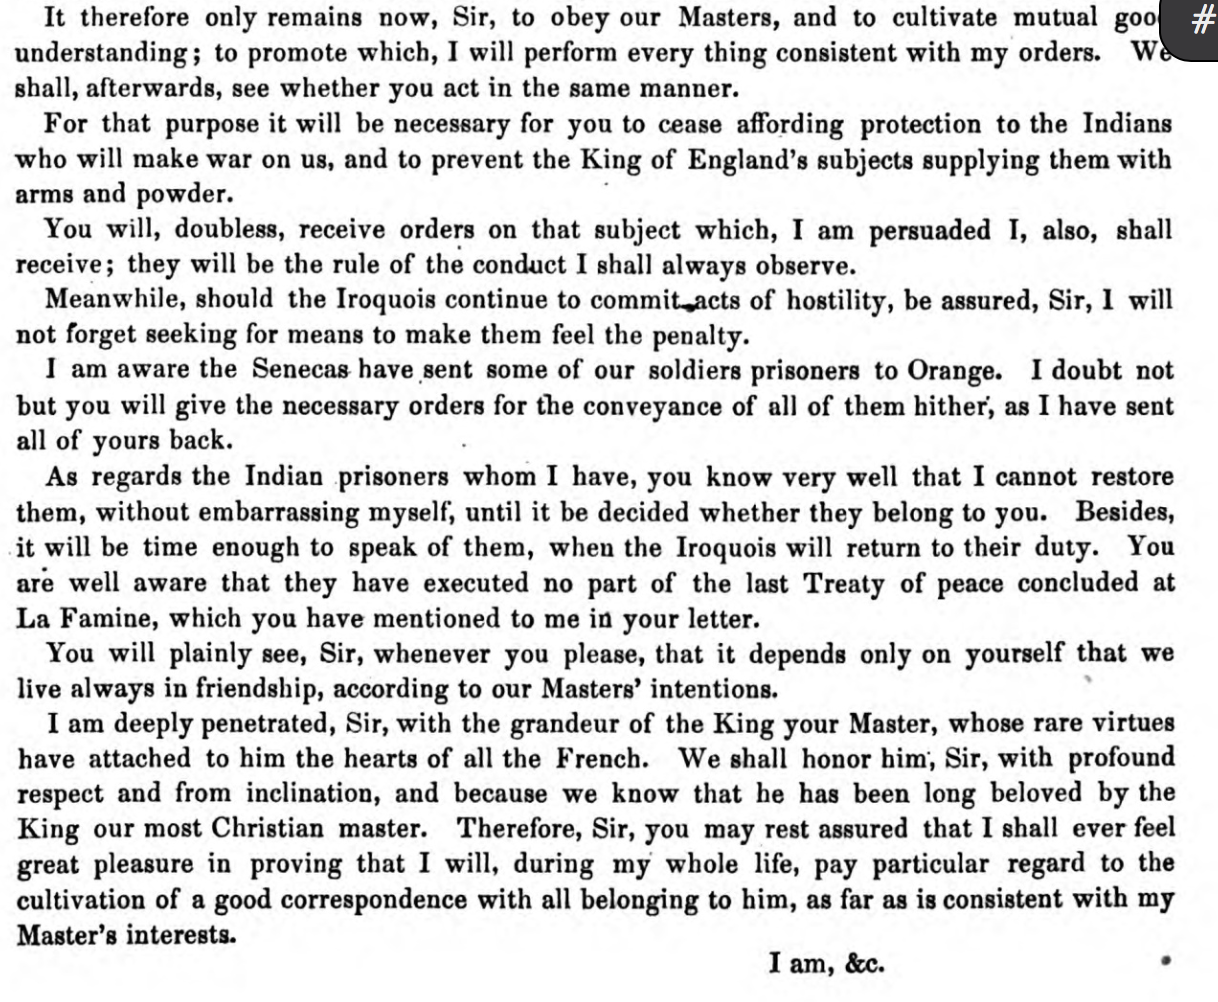 It therefore only remains now, Sir, to obey our Masters, and to cultivate mutual goo
#
understanding; to promote which, I will perform every thing consistent with my orders. We
shall, afterwards, see whether you act in the same manner.
For that purpose it will be necessary for you to cease affording protection to the Indians
who will make war on us, and to prevent the King of England's subjects supplying them with
arms and powder.
You will, doubless, receive orders on that subject which, I am persuaded I, also, shall
receive; they will be the rule of the conduct I shall always observe.
Meanwhile, should the Iroquois continue to commit acts of hostility, be assured, Sir, I will
not forget seeking for means to make them feel the penalty.
I am aware the Senecas have sent some of our soldiers prisoners to Orange. I doubt not
but you will give the necessary orders for the conveyance of all of them hither, as I have sent
all of yours back.
As regards the Indian prisoners whom I have, you know very well that I cannot restore
them, without embarrassing myself, until it be decided whether they belong to you. Besides,
it will be time enough to speak of them, when the Iroquois will return to their duty. You
are well aware that they have executed no part of the last Treaty of peace concluded at
La Famine, which you have mentioned to me in your letter.
You will plainly see, Sir, whenever you please, that it depends only on yourself that we
live always in friendship, according to our Masters' intentions.
I am deeply penetrated, Sir, with the grandeur of the King your Master, whose rare virtues
have attached to him the hearts of all the French. We shall honor him, Sir, with profound
respect and from inclination, and because we know that he has been long beloved by the
King our most Christian master. Therefore, Sir, you may rest assured that I shall ever feel
great pleasure in proving that I will, during my whole life, pay particular regard to the
cultivation of a good correspondence with all belonging to him, as far as is consistent with my
Master's interests.
I am, &c.